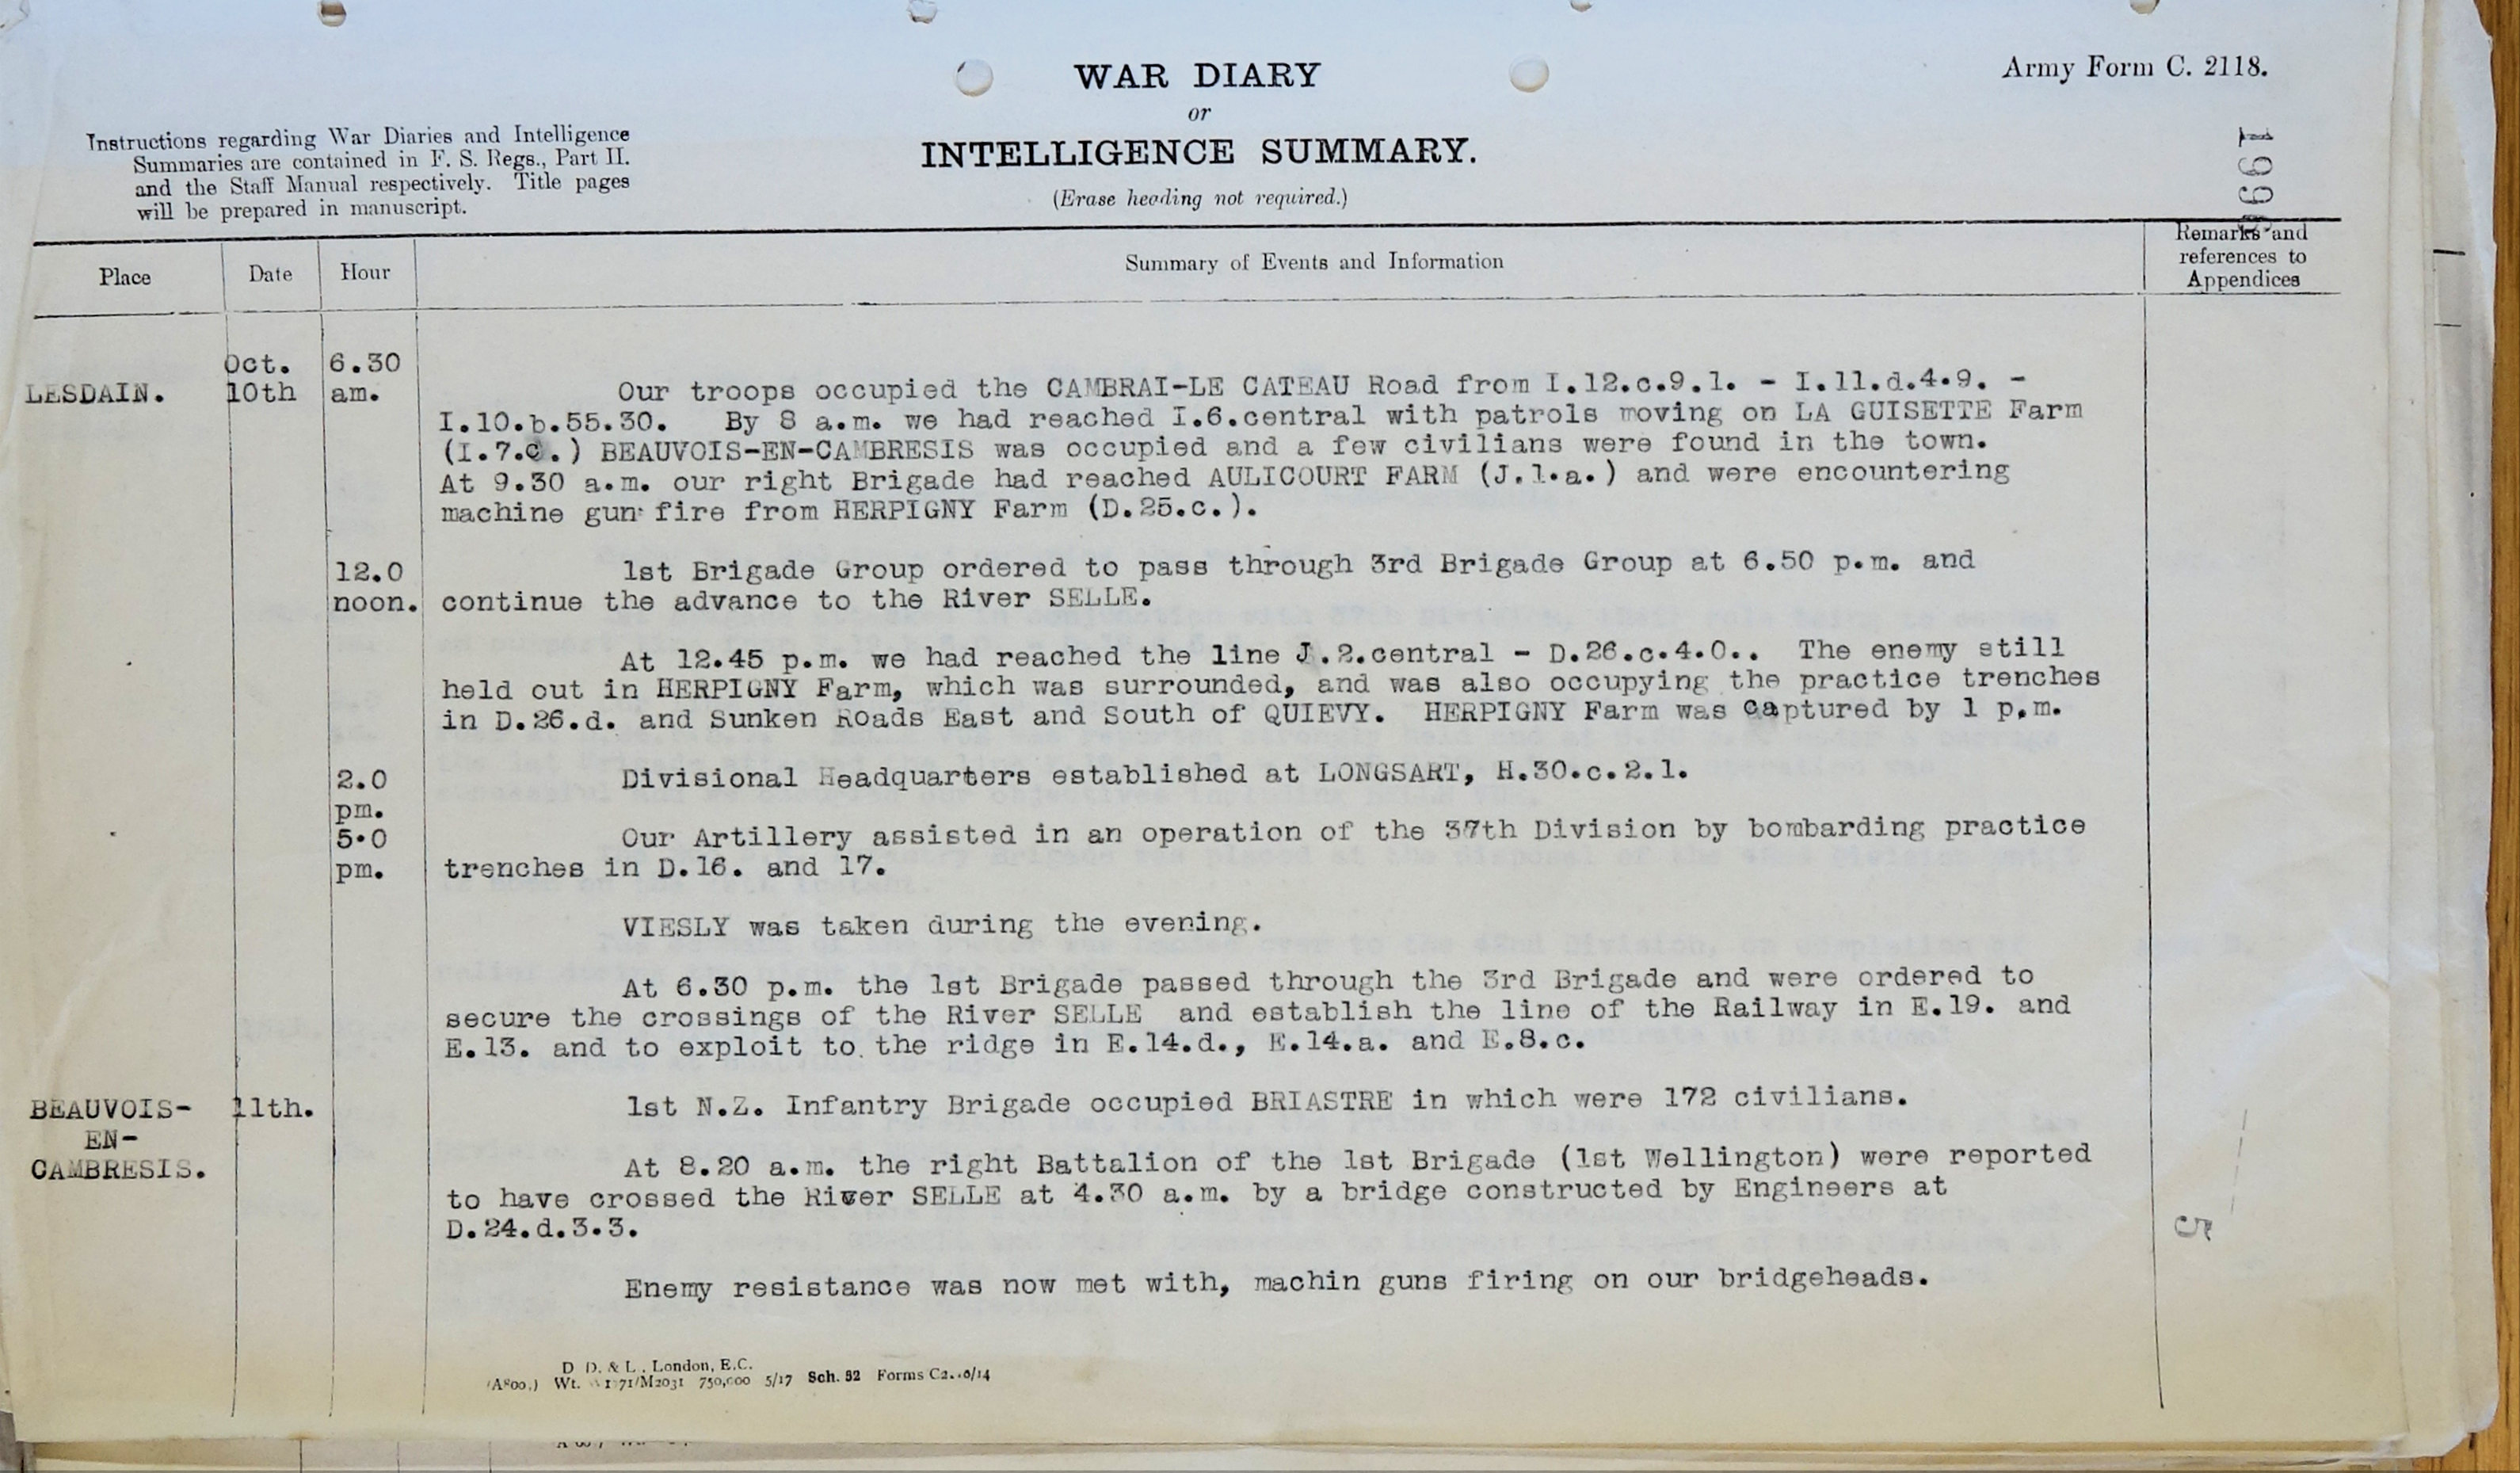 WAR DIARY
or
INTELLIGENCE SUMMARY.
(Erase heading not required.)
Army Form C. 2118.
Instructions regarding War Diaries and Intelligence
Summaries are contained in F. S. Regs., Part II.
and the Staff Manual respectively. Title pages
will be prepared in manuscript.
1990
Place Date Hour Summary of Events and Information Remarks and
references to
Appendices
Oct. 6.30
LESDAIN. 10th am. Our troops occupied the CAMBRAI-LE CATEAU Road from I.12.c.9.1. - I.11.d.4.9. -
I.10.b.55.30. By 8 a.m. we had reached I.6.central with patrols moving on LA GUISETTE Farm
(I.7.c.) BEAUVOIS-EN-CAMBRESIS was occupied and a few civilians were found in the town.
At 9.30 a.m. our right Brigade had reached AULICOURT FARM (J.1.a.) and were encountering
machine gun fire from HERPIGNY Farm (D.25.c.).
12.0 1st Brigade Group ordered to pass through 3rd Brigade Group at 6.50 p.m. and
noon. continue the advance to the River SELLE.
At 12.45 p.m. we had reached the line J.2.central - D.26.c.4.0.. The enemy still
held out in HERPIGNY Farm, which was surrounded, and was also occupying the practice trenches
in D.26.d. and Sunken Roads East and South of QUIEVY. HERPIGNY Farm was captured by 1 p.m.
2.0 Divisional Headquarters established at LONGSART, H.30.c.2.1.
pm.
5.0 Our Artillery assisted in an operation of the 37th Division by bombarding practice
pm. trenches in D.16. and 17.
VIESLY was taken during the evening.
At 6.30 p.m. the 1st Brigade passed through the 3rd Brigade and were ordered to
secure the crossings of the River SELLE and establish the line of the Railway in E.19. and
E.13. and to exploit to the ridge in E.14.d., E.14.a. and E.8.c.
BEAUVOIS- 11th. 1st N.Z. Infantry Brigade occupied BRIASTRE in which were 172 civilians.
EN-
CAMBRESIS. At 8.20 a.m. the right Battalion of the 1st Brigade (1st Wellington) were reported
to have crossed the River SELLE at 4.30 a.m. by a bridge constructed by Engineers at
D.24.d.3.3.
5
Enemy resistance was now met with, machin guns firing on our bridgeheads.
D. D. & L., London, E.C.
(A800.) Wt. 750,000 5/17 Sch. 52 Forms